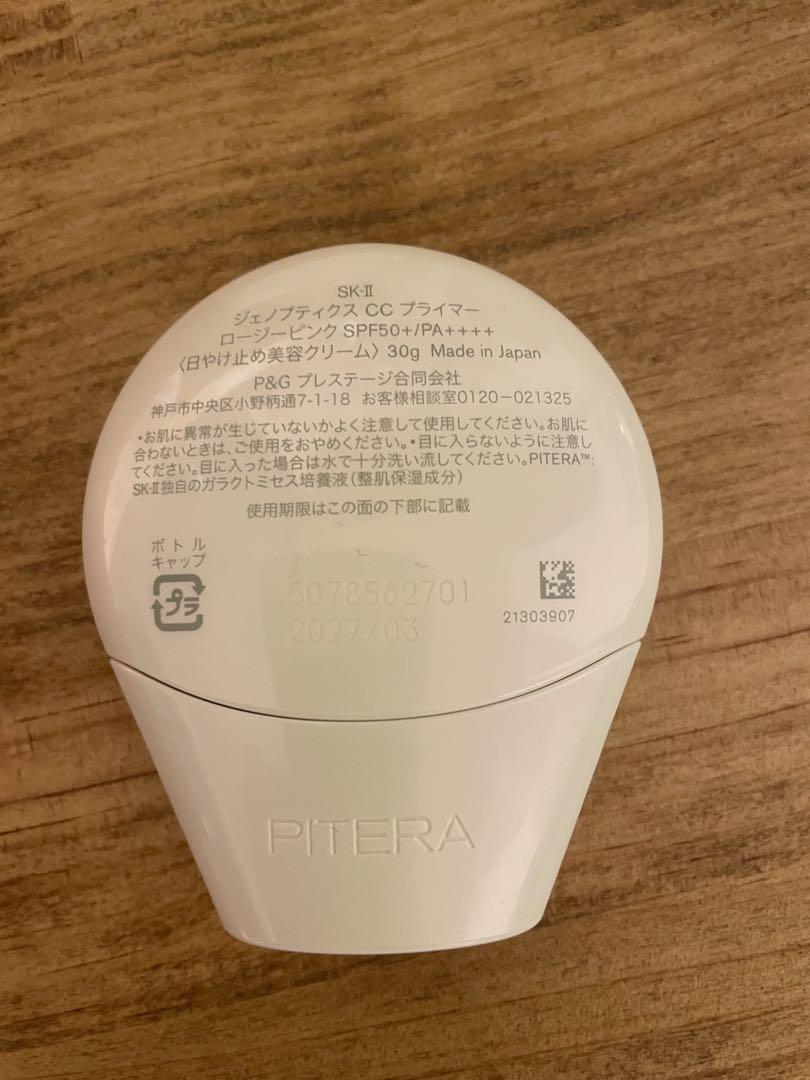 SK-II
ジェノプティクス CC プライマー
ロージーピンク SPF50+/PA++++
〈日やけ止め美容クリーム〉 30g Made in Japan
P&G プレステージ合同会社
神戸市中央区小野柄通7-1-18 お客様相談室0120-021325
•お肌に異常が生じていないかよく注意して使用してください。お肌に
合わないときは、ご使用をおやめください。•目に入らないように注意し
てください。目に入った場合は水で十分洗い流してください。PITERA™:
SK-II独自のガラクトミセス培養液(整肌保湿成分)
使用期限はこの面の下部に記載
ボトル
キャップ
プラ
5078562701
2027/03
21303907
PITERA